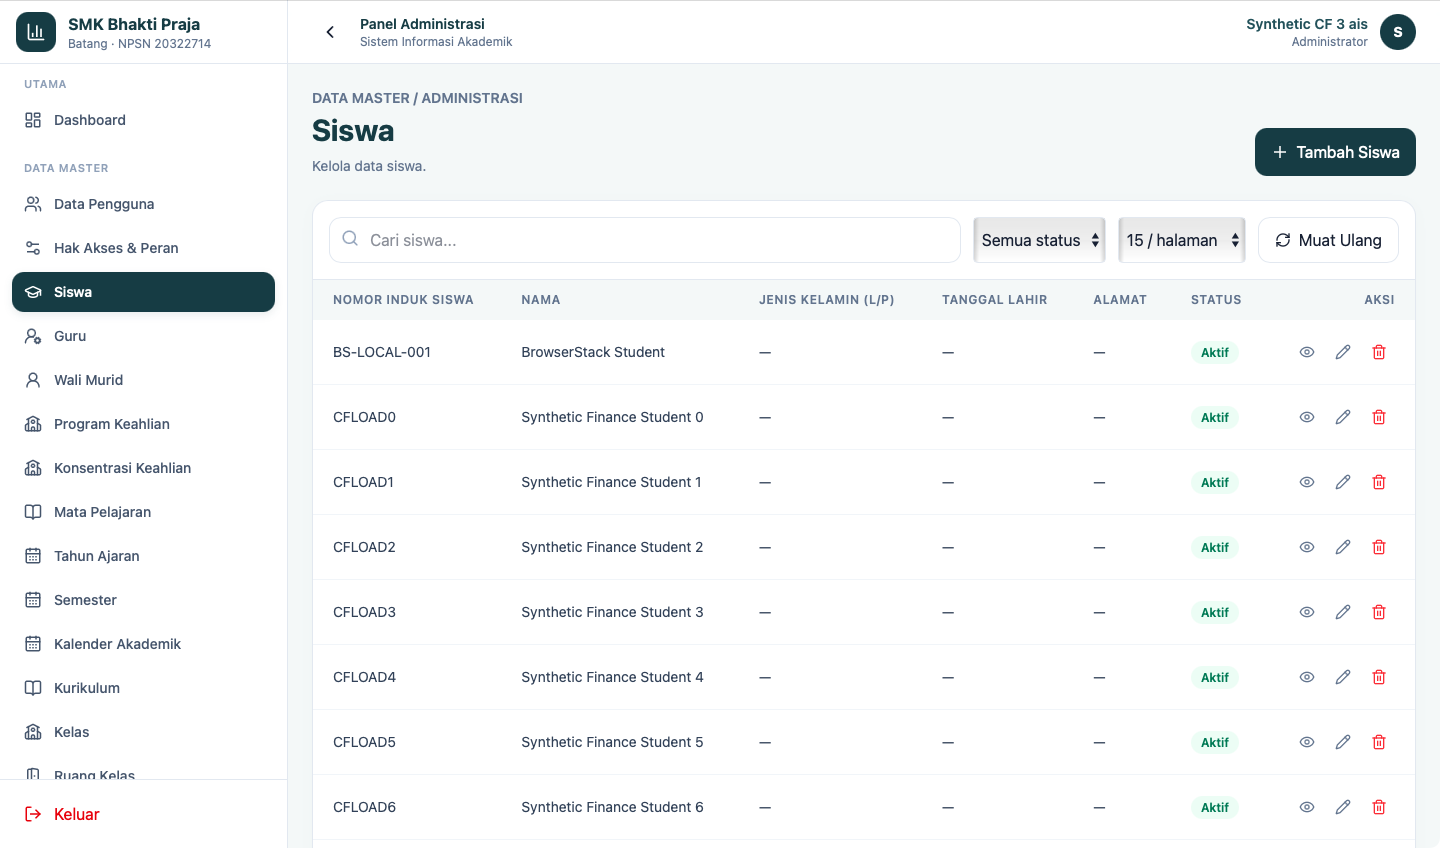 SMK Bhakti Praja
Batang · NPSN 20322714
UTAMA
Dashboard
DATA MASTER
Data Pengguna
Hak Akses & Peran
Siswa
Guru
Wali Murid
Program Keahlian
Konsentrasi Keahlian
Mata Pelajaran
Tahun Ajaran
Semester
Kalender Akademik
Kurikulum
Kelas
Ruang Kelas
Keluar
Panel Administrasi
Sistem Informasi Akademik
Synthetic CF 3 ais
Administrator
S
DATA MASTER / ADMINISTRASI
Siswa
Kelola data siswa.
Tambah Siswa
Cari siswa...
Semua status
15 / halaman
Muat Ulang
NOMOR INDUK SISWA NAMA JENIS KELAMIN (L/P) TANGGAL LAHIR ALAMAT STATUS AKSI
BS-LOCAL-001 BrowserStack Student — — — Aktif
CFLOAD0 Synthetic Finance Student 0 — — — Aktif
CFLOAD1 Synthetic Finance Student 1 — — — Aktif
CFLOAD2 Synthetic Finance Student 2 — — — Aktif
CFLOAD3 Synthetic Finance Student 3 — — — Aktif
CFLOAD4 Synthetic Finance Student 4 — — — Aktif
CFLOAD5 Synthetic Finance Student 5 — — — Aktif
CFLOAD6 Synthetic Finance Student 6 — — — Aktif